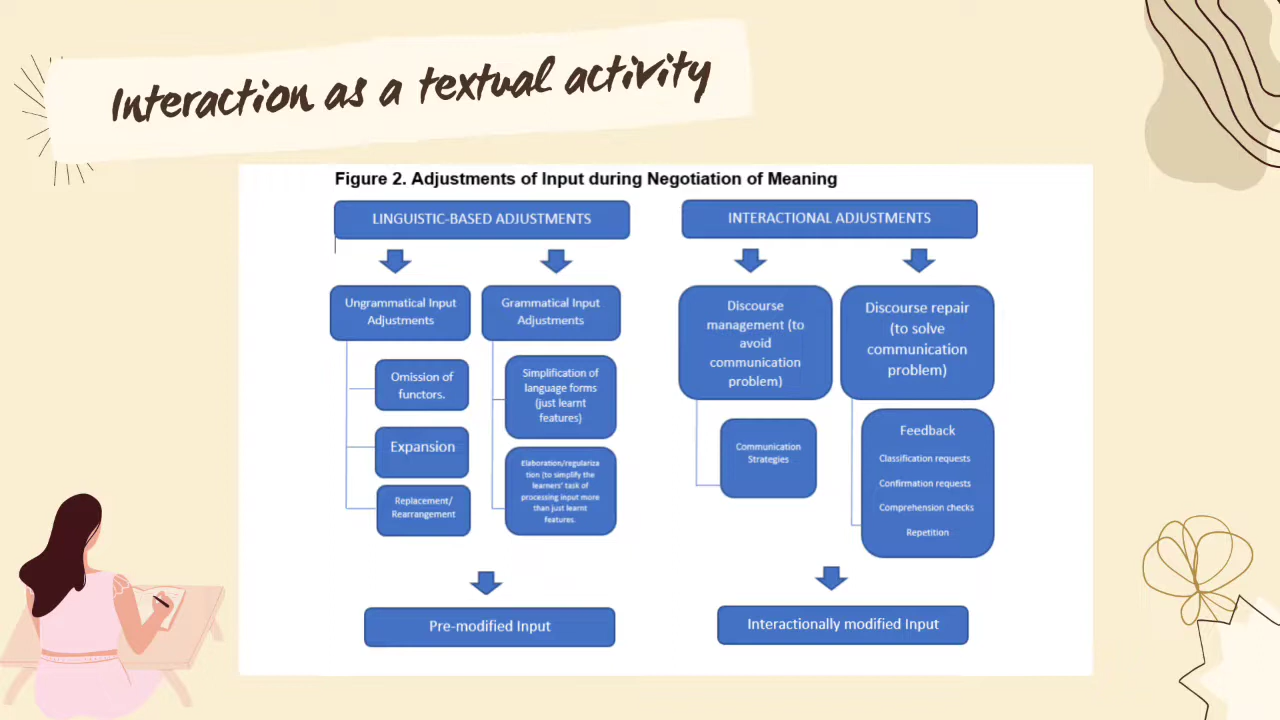 Interaction as a textual activity
Figure 2. Adjustments of Input during Negotiation of Meaning
LINGUISTIC-BASED ADJUSTMENTS
Ungrammatical Input
Adjustments
Omission of
functors.
Expansion
Replacement/
Rearrangement
Grammatical Input
Adjustments
Simplification of
language forms
(just learnt
features)
Elaboration/regulariza
tion (to simplify the
learners' task of
processing input more
than just learnt
features.
Pre-modified Input
INTERACTIONAL ADJUSTMENTS
Discourse
management (to
avoid
communication
problem)
Communication
Strategies
Discourse repair
(to solve
communication
problem)
Feedback
Classification requests
Confirmation requests
Comprehension checks
Repetition
Interactionally modified Input